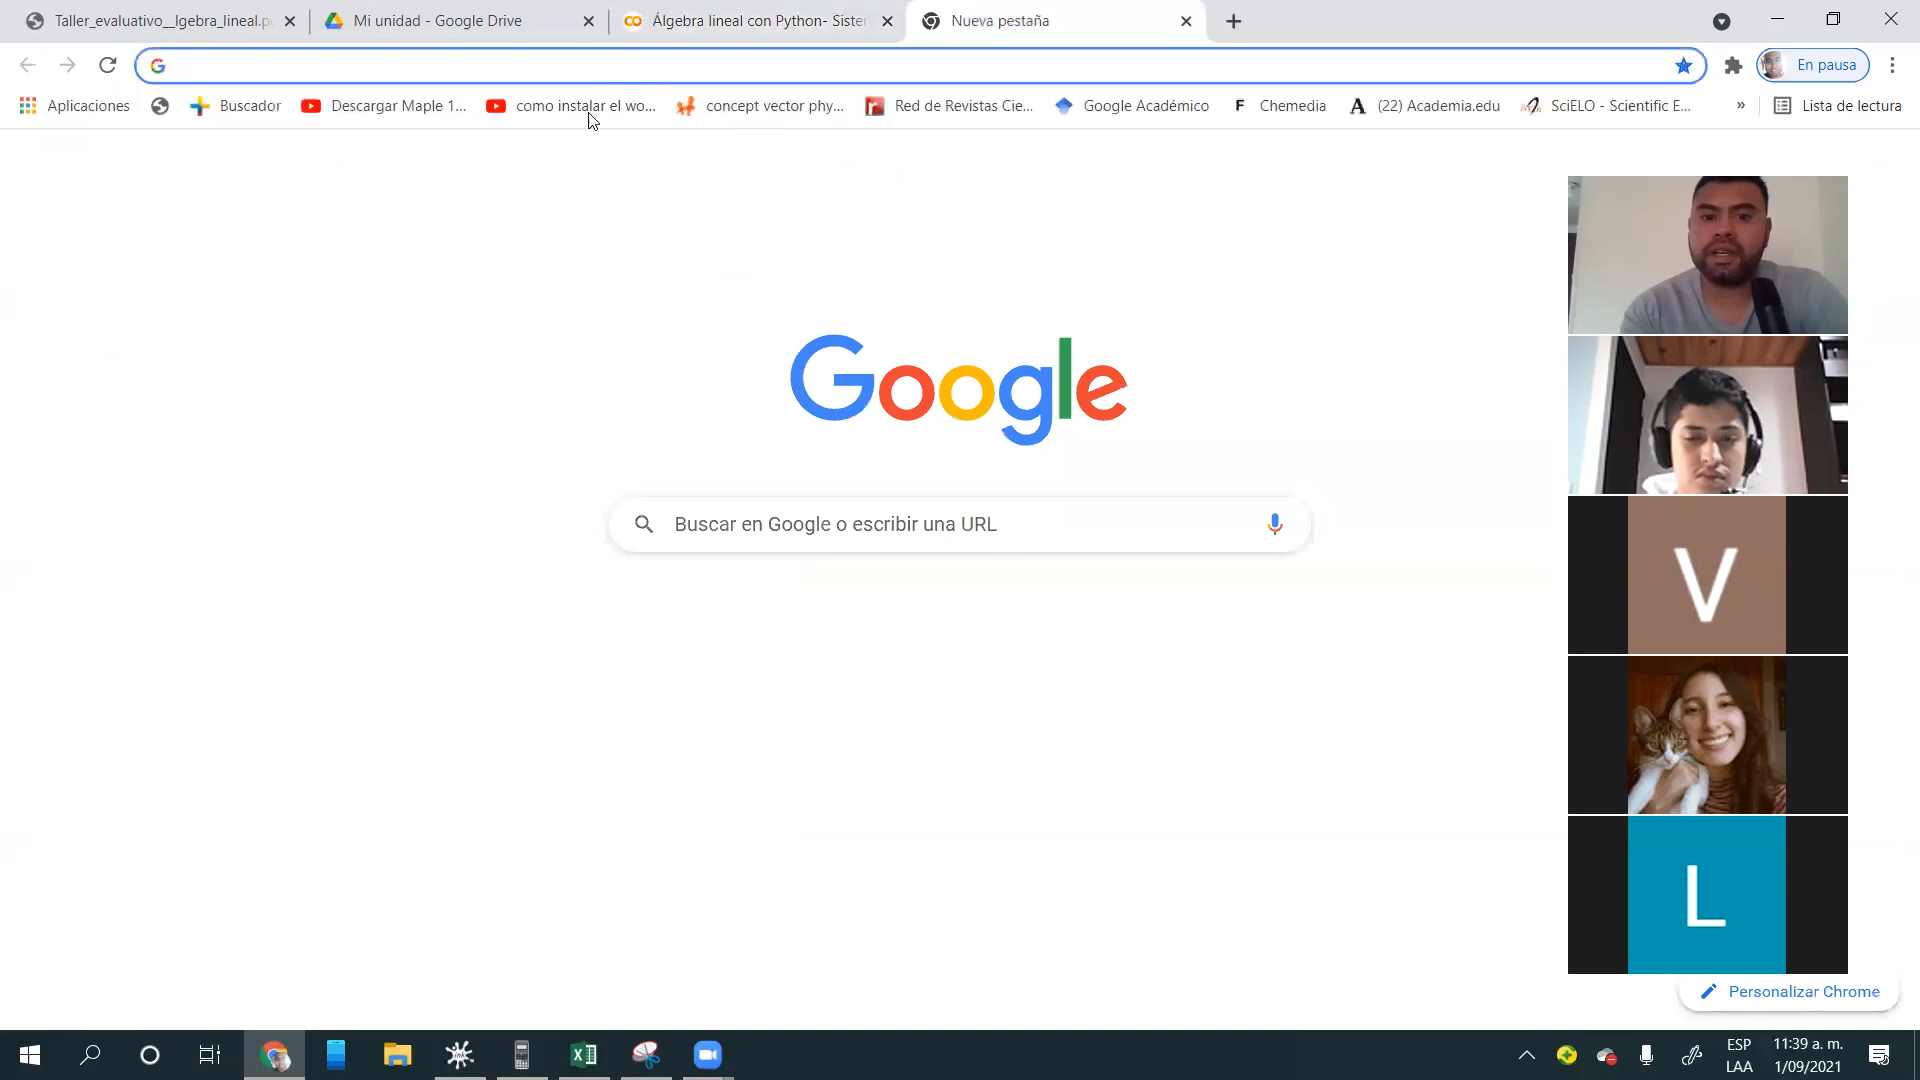 Taller_evaluativo__lgebra_lineal.p
Mi unidad - Google Drive
Álgebra lineal con Python- Sister
Nueva pestaña
En pausa
Aplicaciones
Buscador
Descargar Maple 1...
como instalar el wo...
concept vector phy...
Red de Revistas Cie...
Google Académico
F Chemedia
A (22) Academia.edu
SciELO - Scientific E...
»
Lista de lectura
Google
Buscar en Google o escribir una URL
V
L
Personalizar Chrome
ESP
LAA
11:39 a. m.
1/09/2021